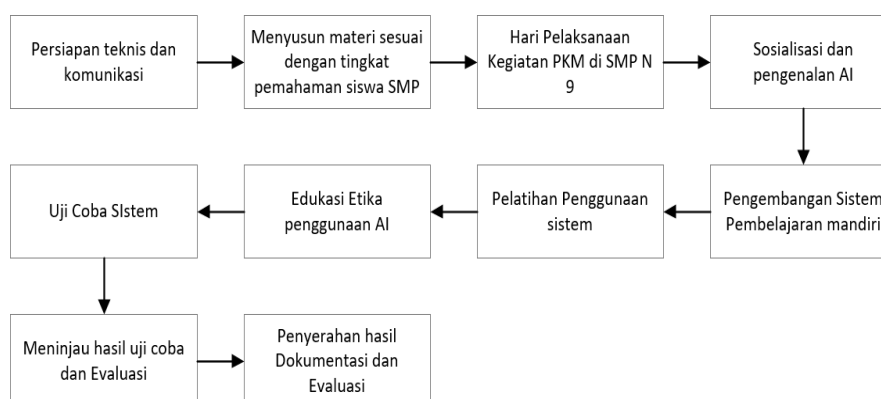 Persiapan teknis dan
komunikasi
Menyusun materi sesuai
dengan tingkat
pemahaman siswa SMP
Hari Pelaksanaan
Kegiatan PKM di SMP N
9
Sosialisasi dan
pengenalan AI
Pengembangan Sistem
Pembelajaran mandiri
Pelatihan Penggunaan
sistem
Edukasi Etika
penggunaan AI
Uji Coba SIstem
Meninjau hasil uji coba
dan Evaluasi
Penyerahan hasil
Dokumentasi dan
Evaluasi